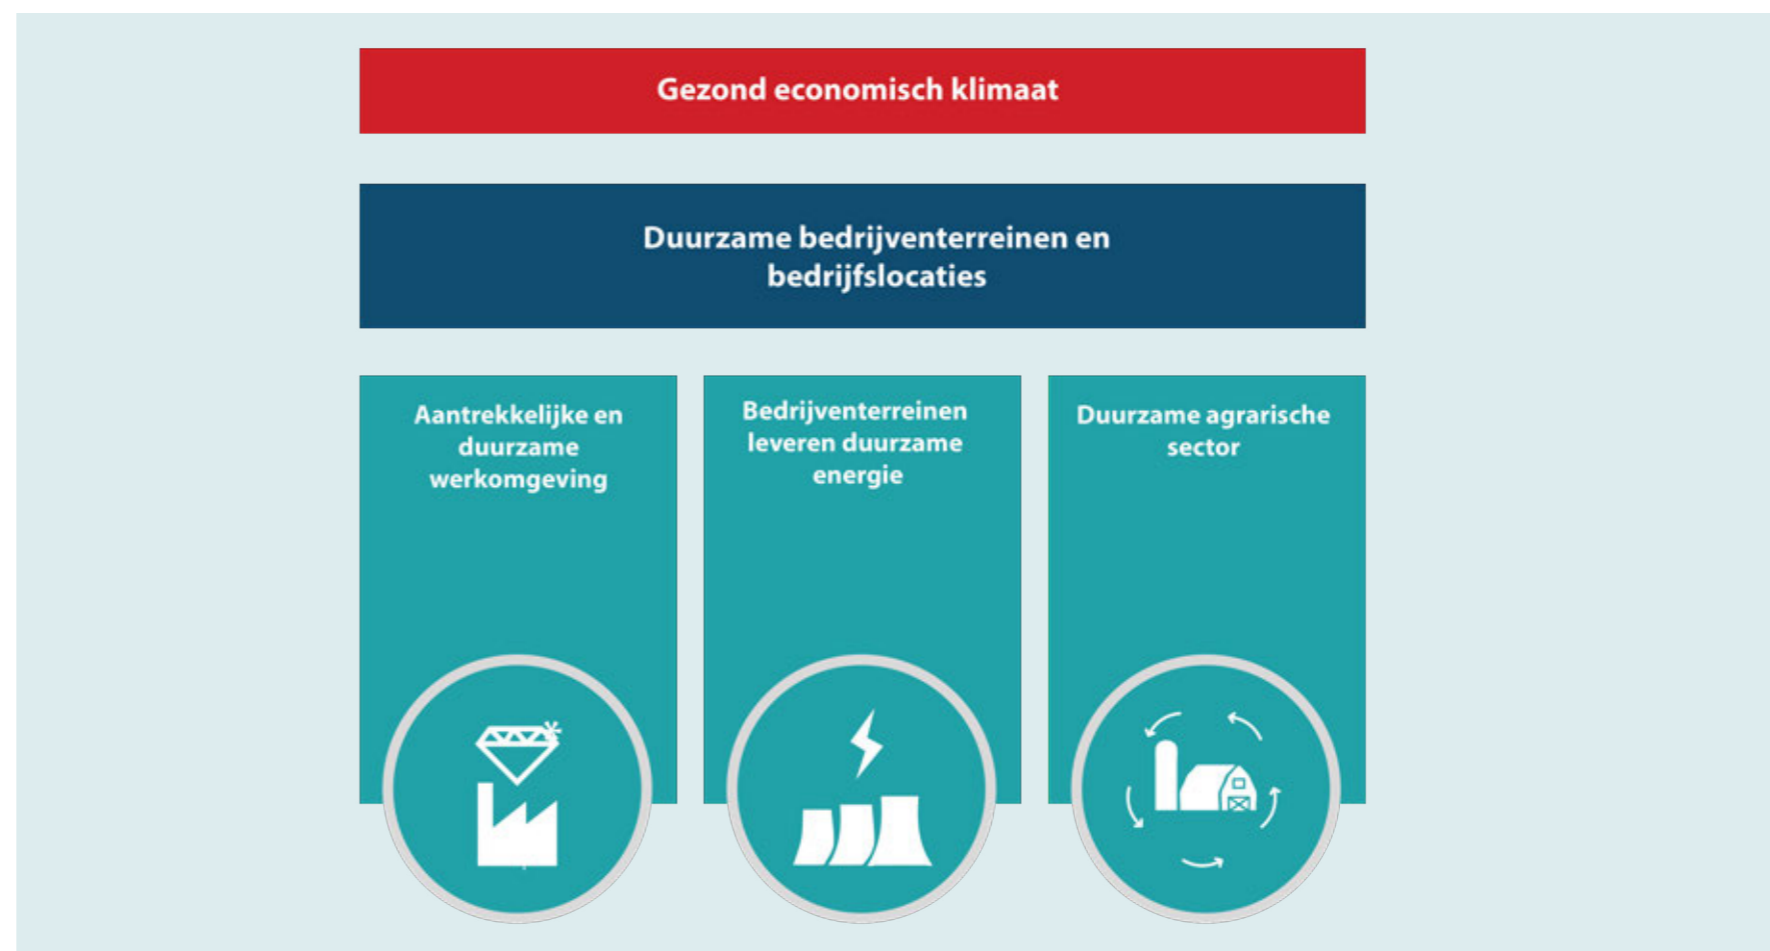 Gezond economisch klimaat
Duurzame bedrijventerreinen en
bedrijfslocaties
Aantrekkelijke en
duurzame
werkomgeving
Bedrijventerreinen
leveren duurzame
energie
Duurzame agrarische
sector